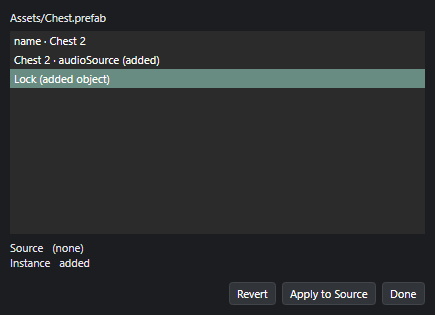 Assets/Chest.prefab
name · Chest 2
Chest 2 · audioSource (added)
Lock (added object)
Source (none)
Instance added
Revert Apply to Source Done